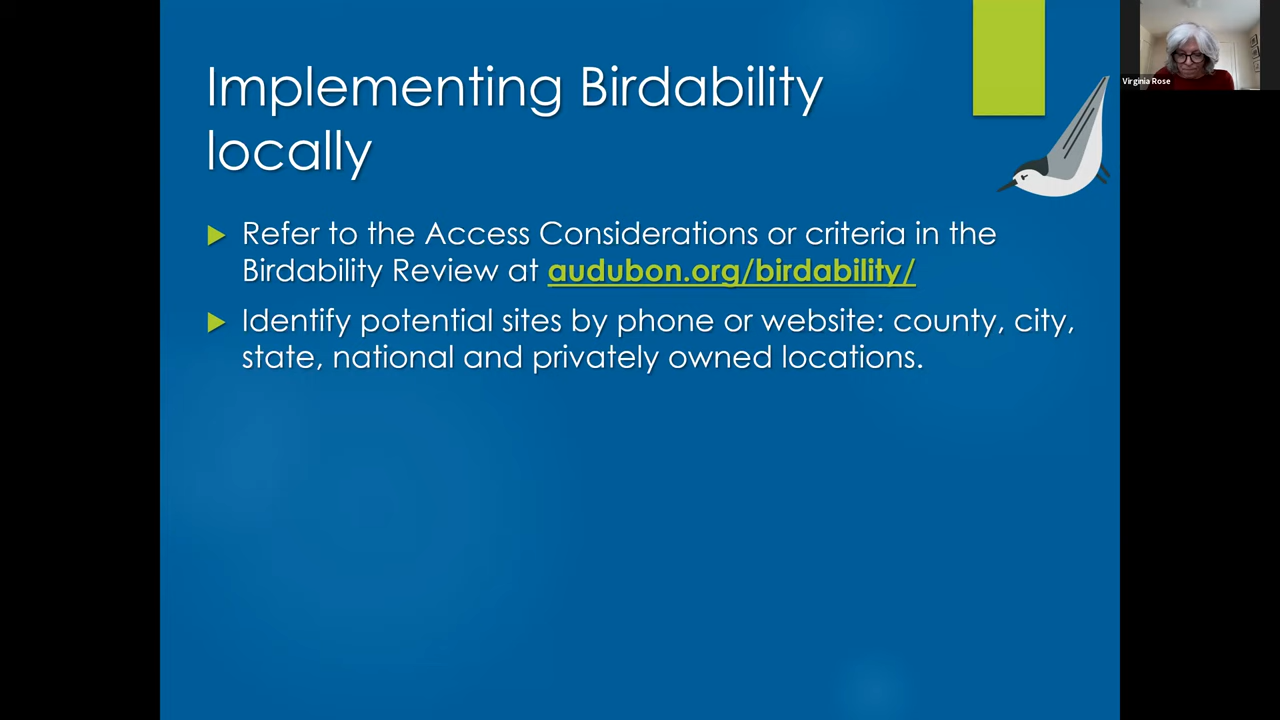 Implementing Birdability
locally
Refer to the Access Considerations or criteria in the
Birdability Review at audubon.org/birdability/
Identify potential sites by phone or website: county, city,
state, national and privately owned locations.
Virginia Rose